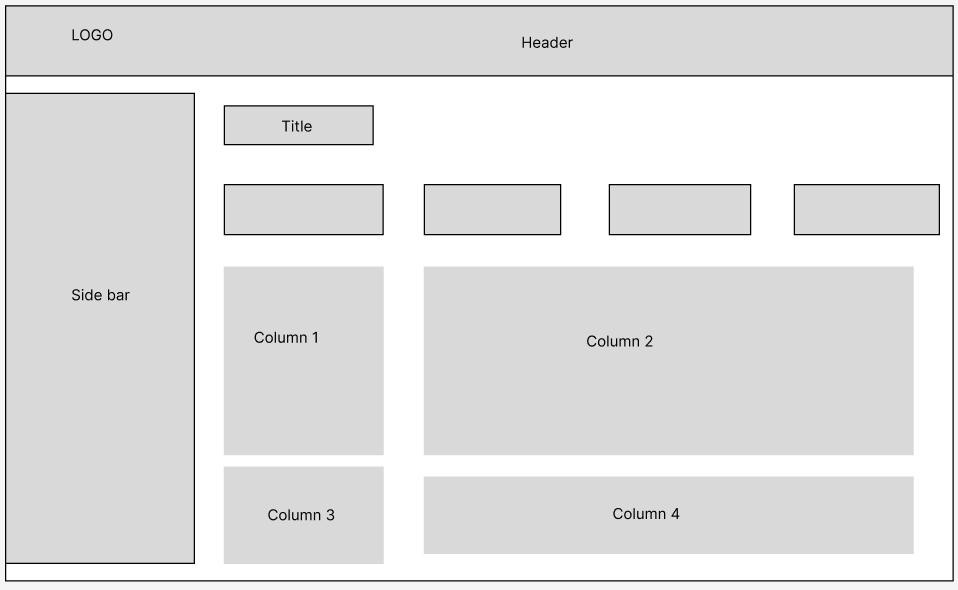 LOGO
Header
Title
Side bar
Column 1
Column 2
Column 3
Column 4